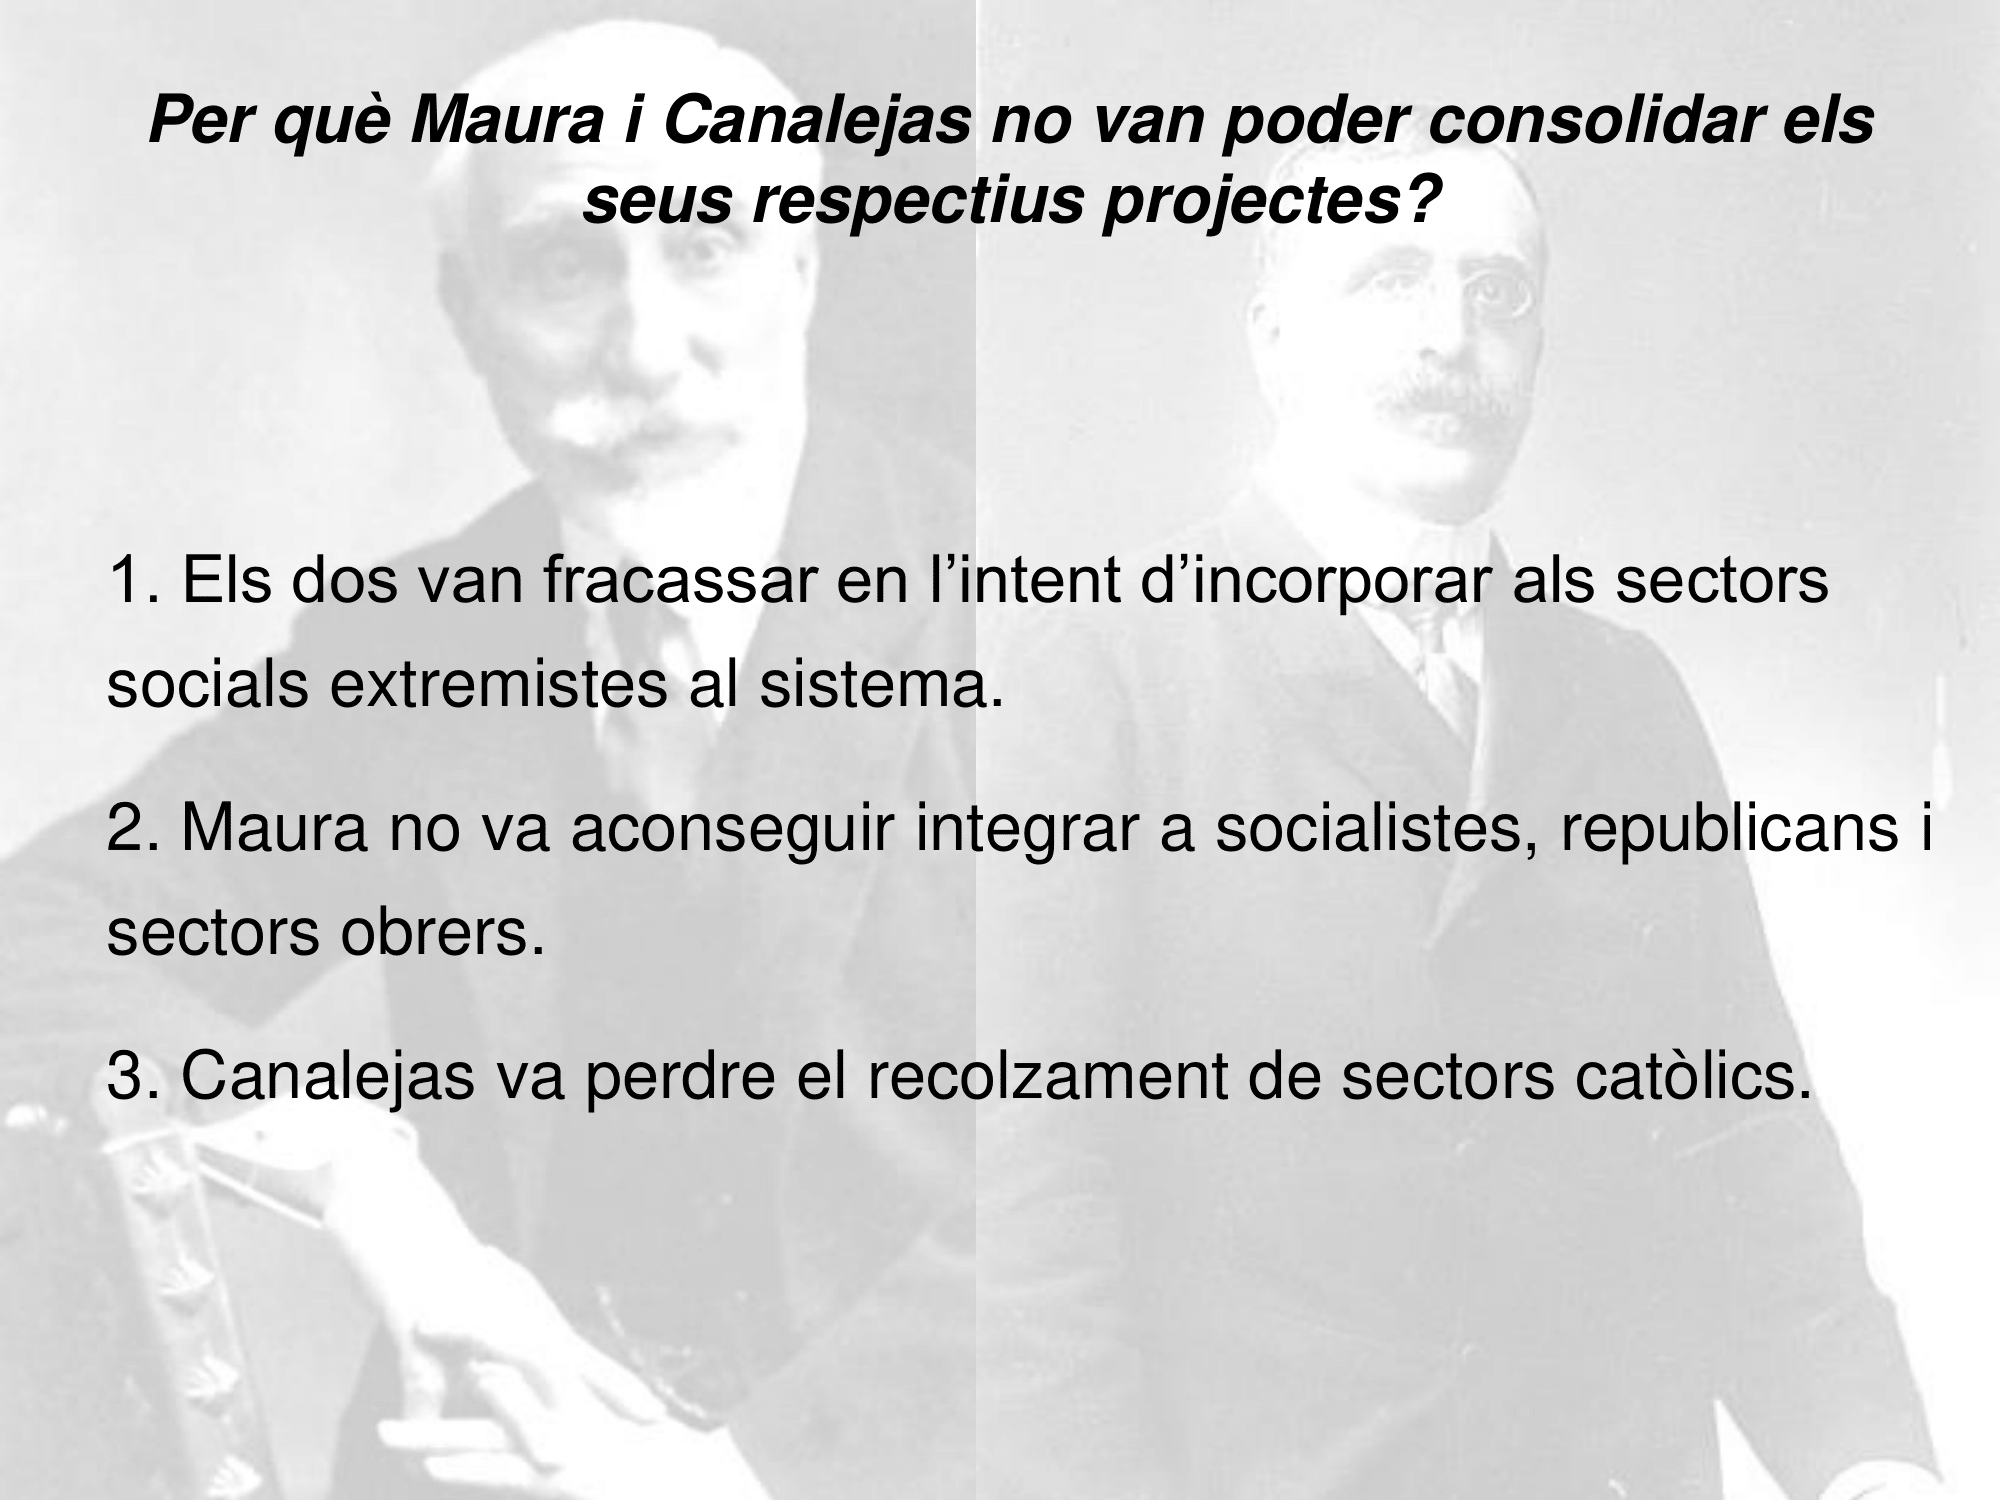 Per què Maura i Canalejas no van poder consolidar els
seus respectius projectes?
1. Els dos van fracassar en l’intent d’incorporar als sectors
socials extremistes al sistema.
2. Maura no va aconseguir integrar a socialistes, republicans i
sectors obrers.
3. Canalejas va perdre el recolzament de sectors catòlics.